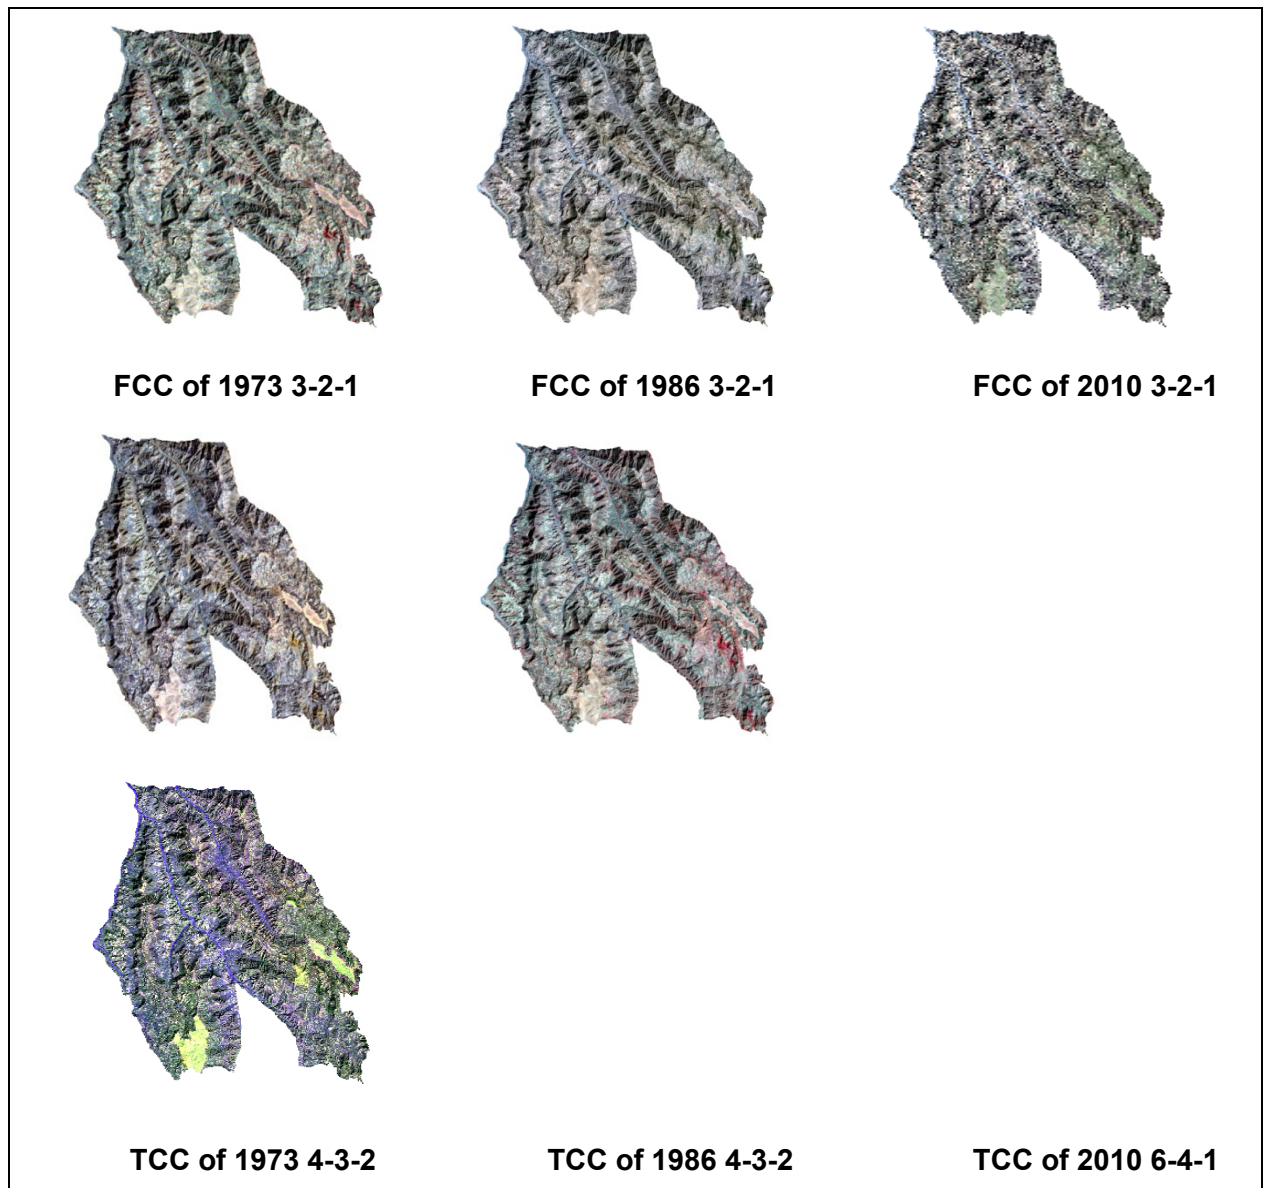 FCC of 1973 3-2-1
FCC of 1986 3-2-1
FCC of 2010 3-2-1
TCC of 1973 4-3-2
TCC of 1986 4-3-2
TCC of 2010 6-4-1